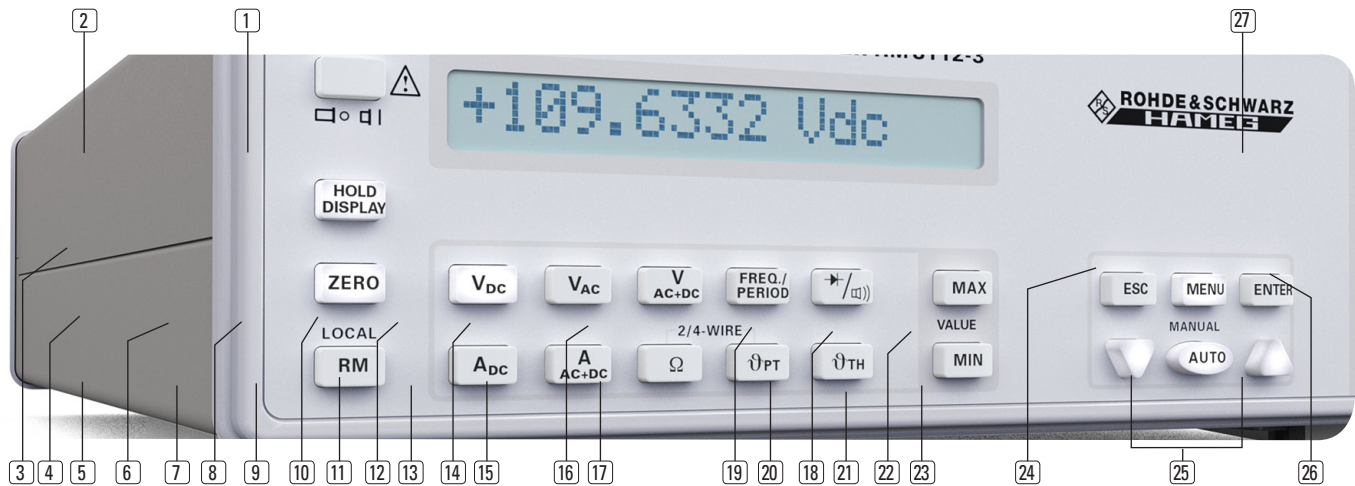 2
1
27
HM8112-3
+109.6332 Vdc
R
S
ROHDE&SCHWARZ
HAMEG
HOLD
DISPLAY
ZERO
VDC
VAC
V
AC+DC
FREQ./
PERIOD
MAX
ESC
MENU
ENTER
LOCAL
2/4-WIRE
VALUE
MANUAL
RM
ADC
A
AC+DC
Ω
ϑPT
ϑTH
MIN
AUTO
3 4 5 6 7 8 9 10 11 12 13 14 15 16 17 19 20 18 21 22 23 24 25 26